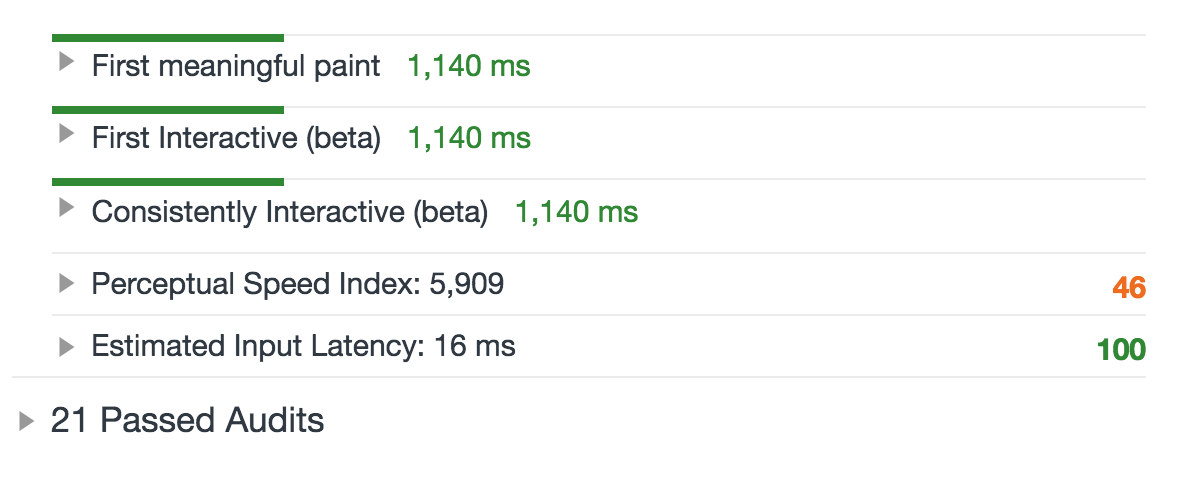 First meaningful paint 1,140 ms
First Interactive (beta) 1,140 ms
Consistently Interactive (beta) 1,140 ms
Perceptual Speed Index: 5,909 46
Estimated Input Latency: 16 ms 100
21 Passed Audits